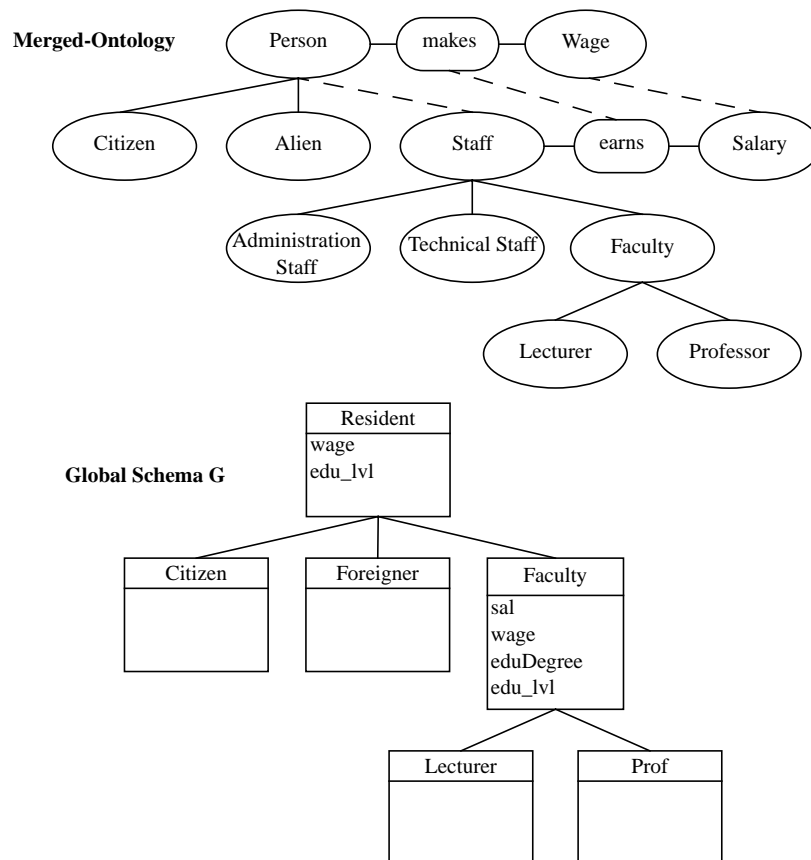 Merged-Ontology
Person
makes
Wage
Citizen
Alien
Staff
earns
Salary
Administration
Staff
Technical Staff
Faculty
Lecturer
Professor
Global Schema G
Resident
wage
edu_lvl
Citizen
Foreigner
Faculty
sal
wage
eduDegree
edu_lvl
Lecturer
Prof